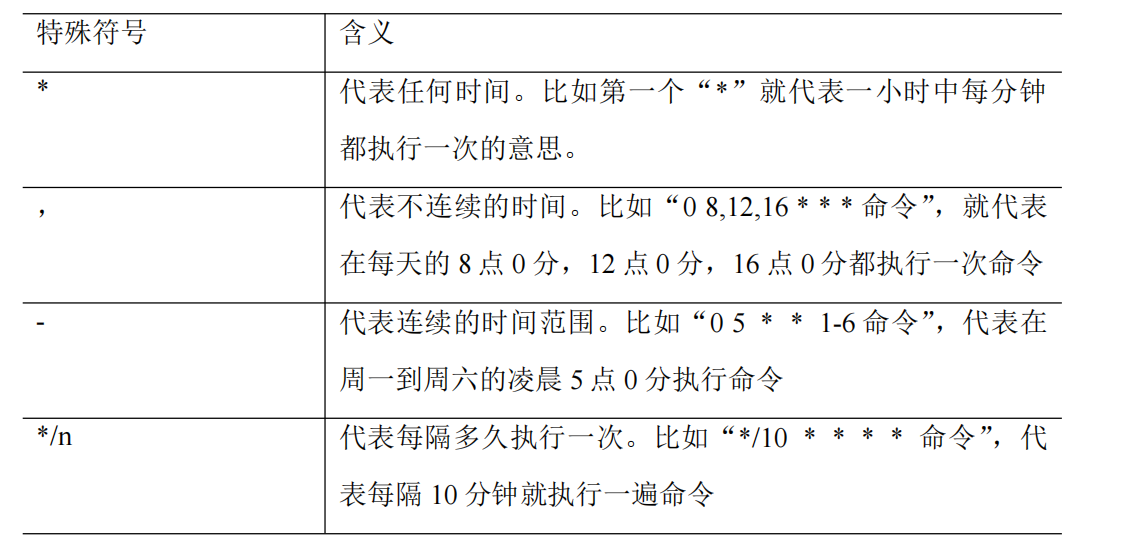 特殊符号 含义
* 代表任何时间。比如第一个“*”就代表一小时中每分钟
都执行一次的意思。
， 代表不连续的时间。比如“0 8,12,16 * * * 命令”，就代表
在每天的 8 点 0 分，12 点 0 分，16 点 0 分都执行一次命令
- 代表连续的时间范围。比如“0 5 * * 1-6 命令”，代表在
周一到周六的凌晨 5 点 0 分执行命令
*/n 代表每隔多久执行一次。比如“*/10 * * * * 命令”，代
表每隔 10 分钟就执行一遍命令